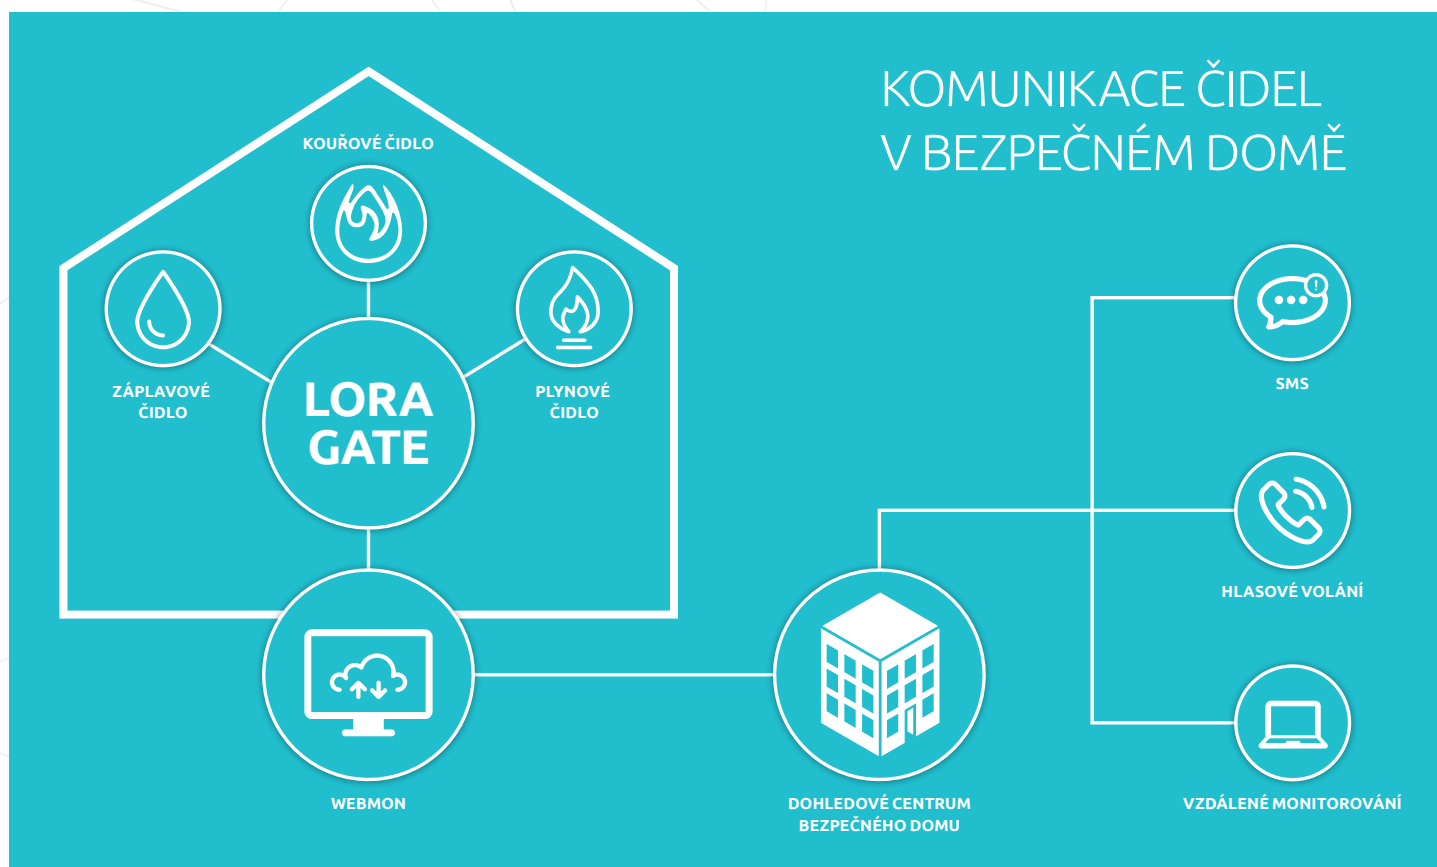 KOMUNIKACE ČIDEL
V BEZPEČNÉM DOMĚ
KOUŘOVÉ ČIDLO
ZÁPLAVOVÉ
ČIDLO
PLYNOVÉ
ČIDLO
LORA
GATE
WEBMON
DOHLEDOVÉ CENTRUM
BEZPEČNÉHO DOMU
SMS
HLASOVÉ VOLÁNÍ
VZDÁLENÉ MONITOROVÁNÍ